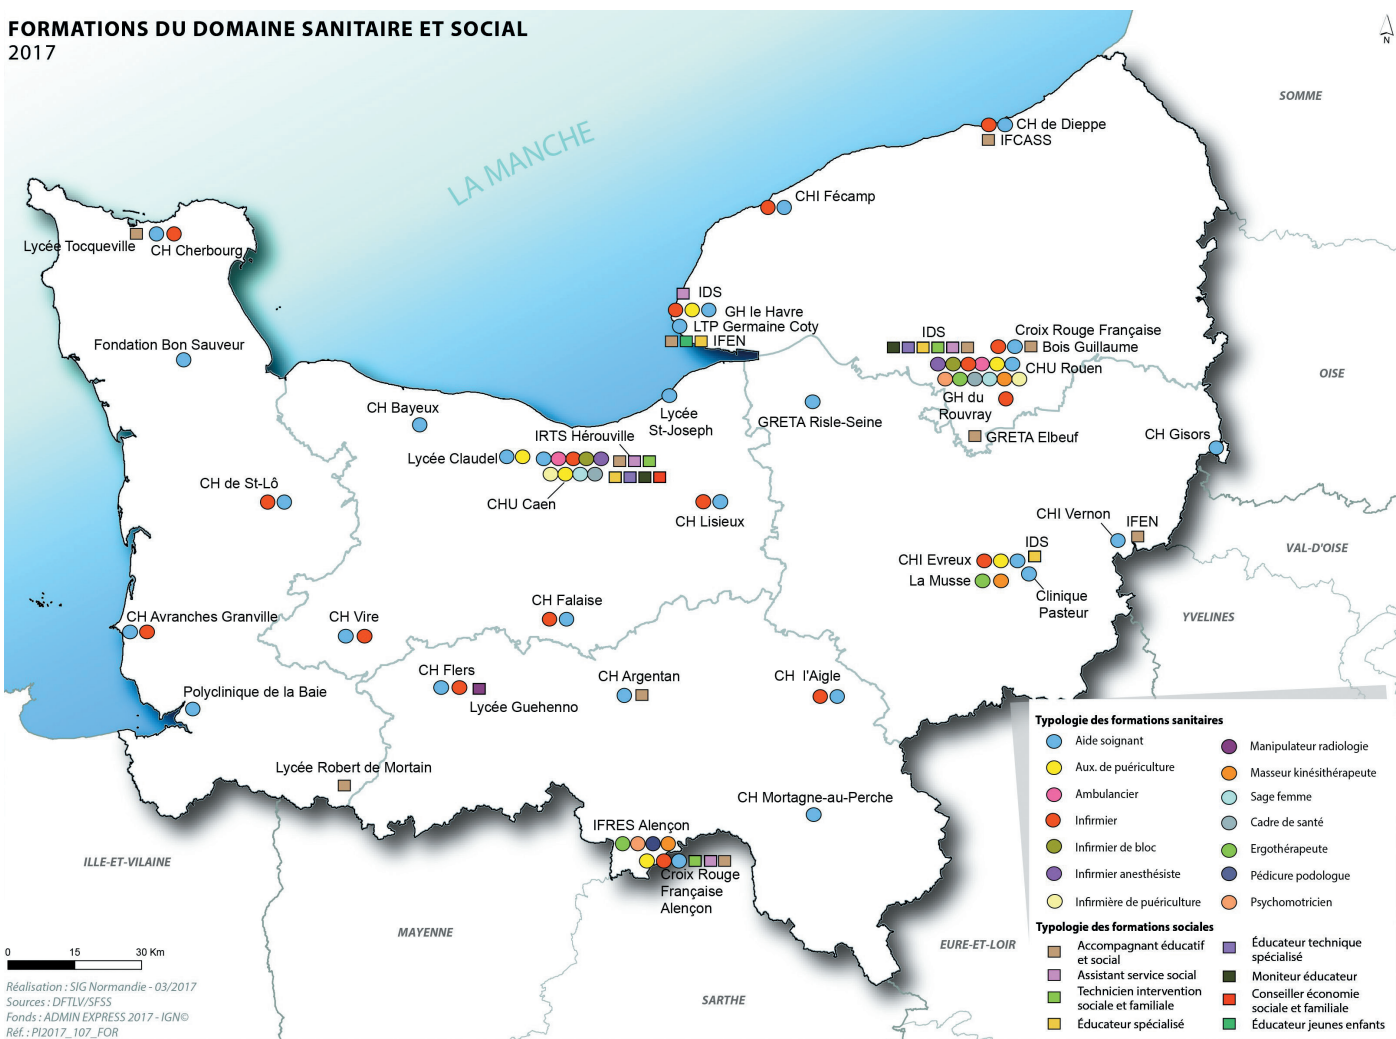 FORMATIONS DU DOMAINE SANITAIRE ET SOCIAL
2017
N
SOMME
LA MANCHE
CH de Dieppe
IFCASS
CHI Fécamp
Lycée Tocqueville
CH Cherbourg
IDS
GH le Havre
LTP Germaine Coty
IFEN
Fondation Bon Sauveur
IDS
Croix Rouge Française
Bois Guillaume
CHU Rouen
OISE
GH du
Rouvray
CH Bayeux
Lycée
St-Joseph
GRETA Risle-Seine
GRETA Elbeuf
CH Gisors
IRTS Hérouville
Lycée Claudel
CHU Caen
CH de St-Lô
CH Lisieux
CHI Vernon
IFEN
VAL-D'OISE
IDS
CHI Evreux
La Musse
Clinique
Pasteur
YVELINES
CH Avranches Granville
CH Vire
CH Falaise
CH Flers
Lycée Guehenno
CH Argentan
CH l'Aigle
Polyclinique de la Baie
Lycée Robert de Mortain
CH Mortagne-au-Perche
IFRES Alençon
Croix Rouge
Française
Alençon
ILLE-ET-VILAINE
MAYENNE
SARTHE
EURE-ET-LOIR
Typologie des formations sanitaires
Aide soignant
Aux. de puériculture
Ambulancier
Infirmier
Infirmier de bloc
Infirmier anesthésiste
Infirmière de puériculture
Manipulateur radiologie
Masseur kinésithérapeute
Sage femme
Cadre de santé
Ergothérapeute
Pédicure podologue
Psychomotricien
Typologie des formations sociales
Accompagnant éducatif
et social
Assistant service social
Technicien intervention
sociale et familiale
Éducateur spécialisé
Éducateur technique
spécialisé
Moniteur éducateur
Conseiller économie
sociale et familiale
Éducateur jeunes enfants
0 15 30 Km
Réalisation : SIG Normandie - 03/2017
Sources : DFTLV/SFSS
Fonds : ADMIN EXPRESS 2017 - IGN©
Réf. : PI2017_107_FOR